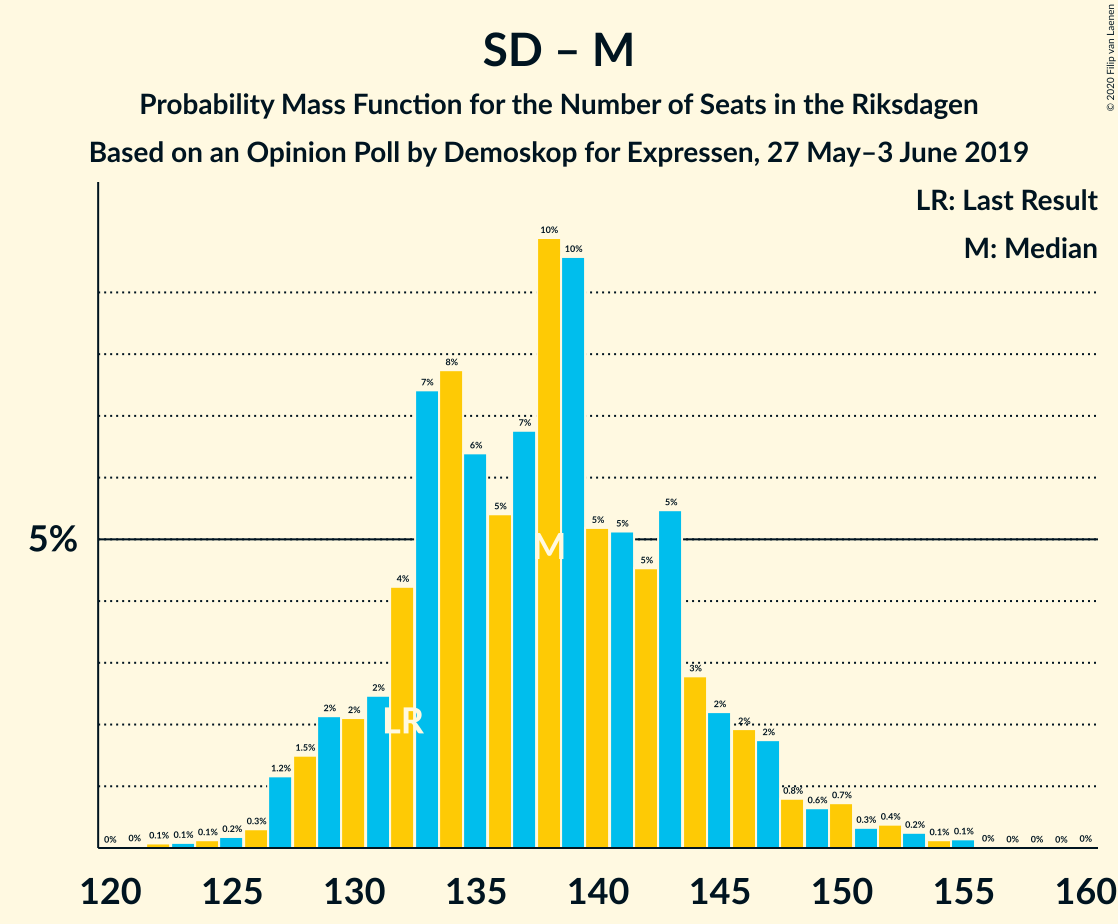 SD – M
Probability Mass Function for the Number of Seats in the Riksdagen
Based on an Opinion Poll by Demoskop for Expressen, 27 May–3 June 2019
© 2020 Filip van Laenen
LR: Last Result
M: Median
5%
0% 0% 0.1% 0.1% 0.1% 0.2% 0.3% 1.2% 1.5% 2% 2% 2% 4% 7% 8% 6% 5% 7% 10% 10% 5% 5% 5% 5% 3% 2% 2% 2% 0.8% 0.6% 0.7% 0.3% 0.4% 0.2% 0.1% 0.1% 0% 0% 0% 0% 0%
M
LR
120 125 130 135 140 145 150 155 160